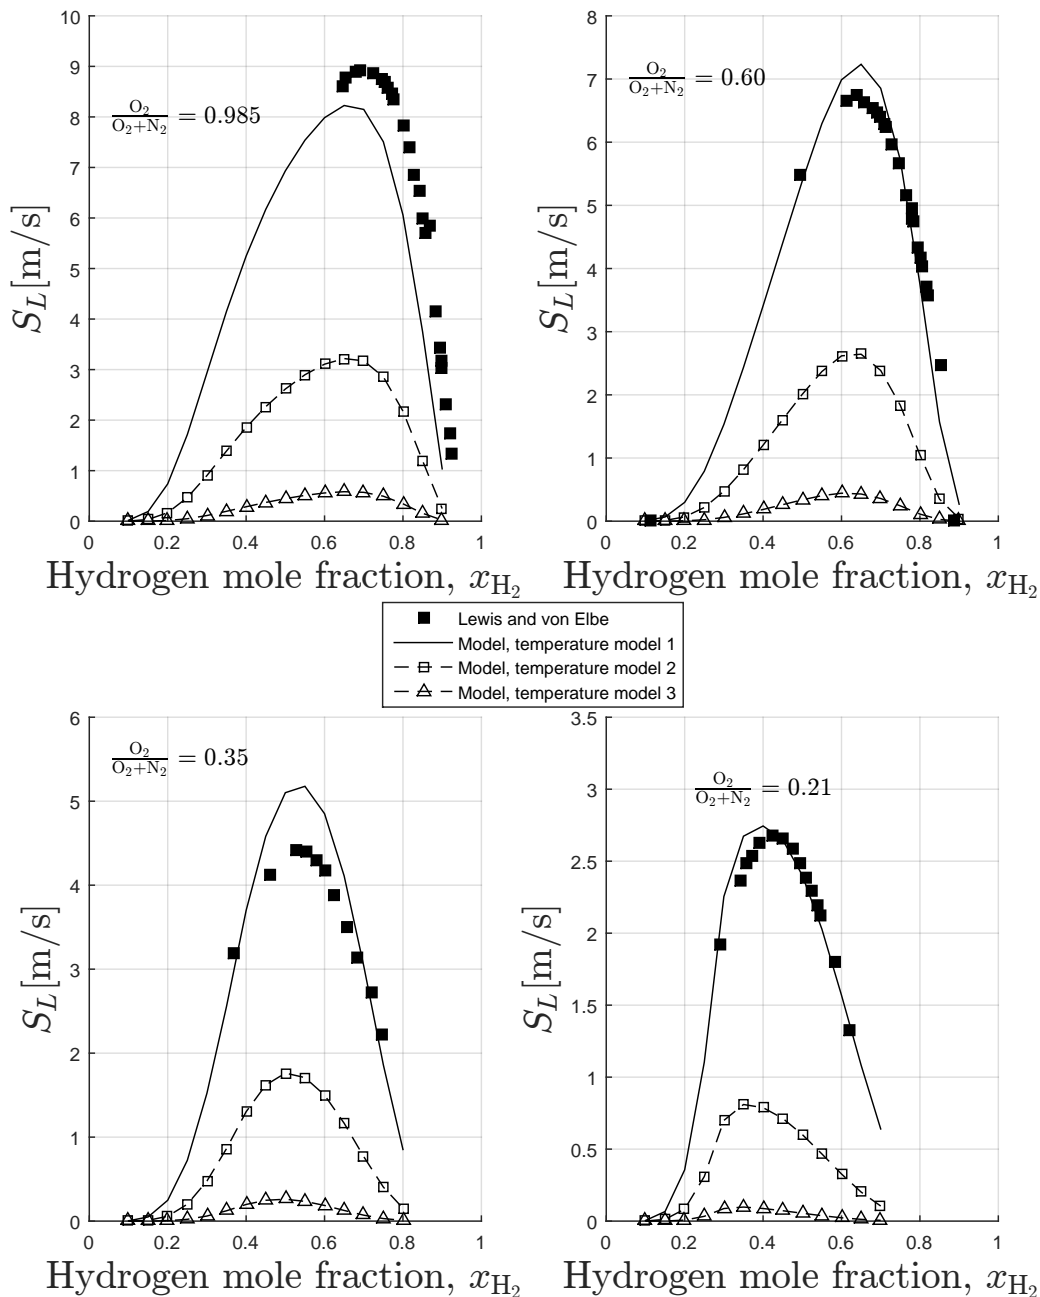 10
9
8
7
6
5
4
3
2
1
0
0 0.2 0.4 0.6 0.8 1
S_L[m/s]
O₂/(O₂+N₂) = 0.985
Hydrogen mole fraction, x_H₂
8
7
6
5
4
3
2
1
0
0 0.2 0.4 0.6 0.8 1
S_L[m/s]
O₂/(O₂+N₂) = 0.60
Hydrogen mole fraction, x_H₂
Lewis and von Elbe
Model, temperature model 1
Model, temperature model 2
Model, temperature model 3
6
5
4
3
2
1
0
0 0.2 0.4 0.6 0.8 1
S_L[m/s]
O₂/(O₂+N₂) = 0.35
Hydrogen mole fraction, x_H₂
3.5
3
2.5
2
1.5
1
0.5
0
0 0.2 0.4 0.6 0.8 1
S_L[m/s]
O₂/(O₂+N₂) = 0.21
Hydrogen mole fraction, x_H₂